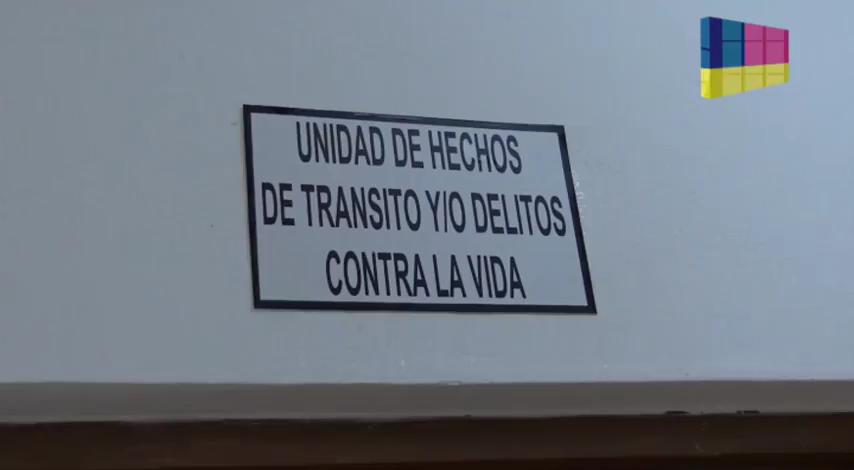 UNIDAD DE HECHOS
DE TRANSITO Y/O DELITOS
CONTRA LA VIDA